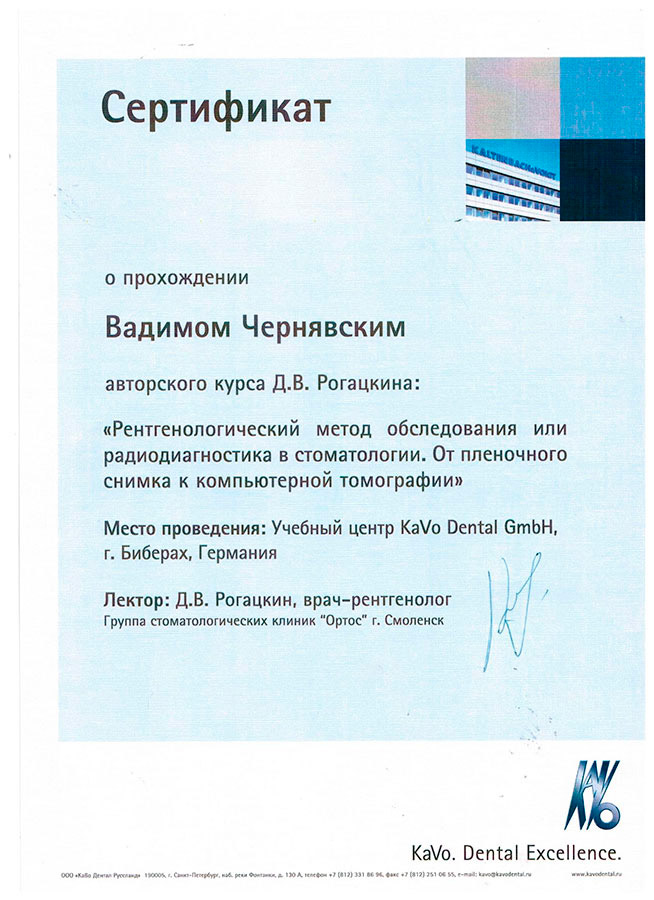 Сертификат
KALTENBACH & VOIGT
о прохождении
Вадимом Чернявским
авторского курса Д.В. Рогацкина:
«Рентгенологический метод обследования или
радиодиагностика в стоматологии. От пленочного
снимка к компьютерной томографии»
Место проведения: Учебный центр KaVo Dental GmbH,
г. Биберах, Германия
Лектор: Д.В. Рогацкин, врач-рентгенолог
Группа стоматологических клиник "Ортос" г. Смоленск
KAVO
KaVo. Dental Excellence.
ООО «КаВо Дентал Руссланд» 190005, г. Санкт-Петербург, наб. реки Фонтанки, д. 130 А, телефон +7 (812) 331 86 96, факс +7 (812) 251 06 55, e-mail: kavo@kavodental.ru www.kavodental.ru